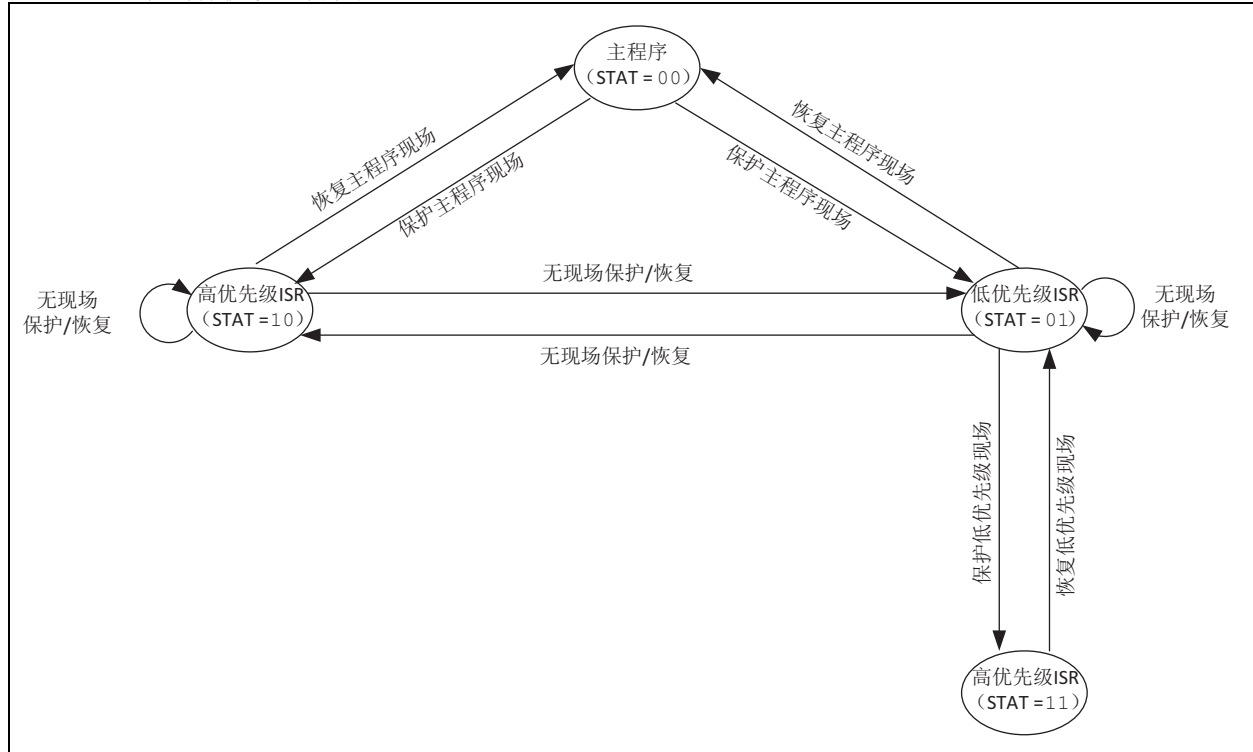 主程序
（STAT = 00）
恢复主程序现场
保护主程序现场
保护主程序现场
恢复主程序现场
无现场
保护/恢复
高优先级ISR
（STAT =10）
无现场保护/恢复
无现场保护/恢复
低优先级ISR
（STAT = 01）
无现场
保护/恢复
保护低优先级现场
恢复低优先级现场
高优先级ISR
（STAT =11）